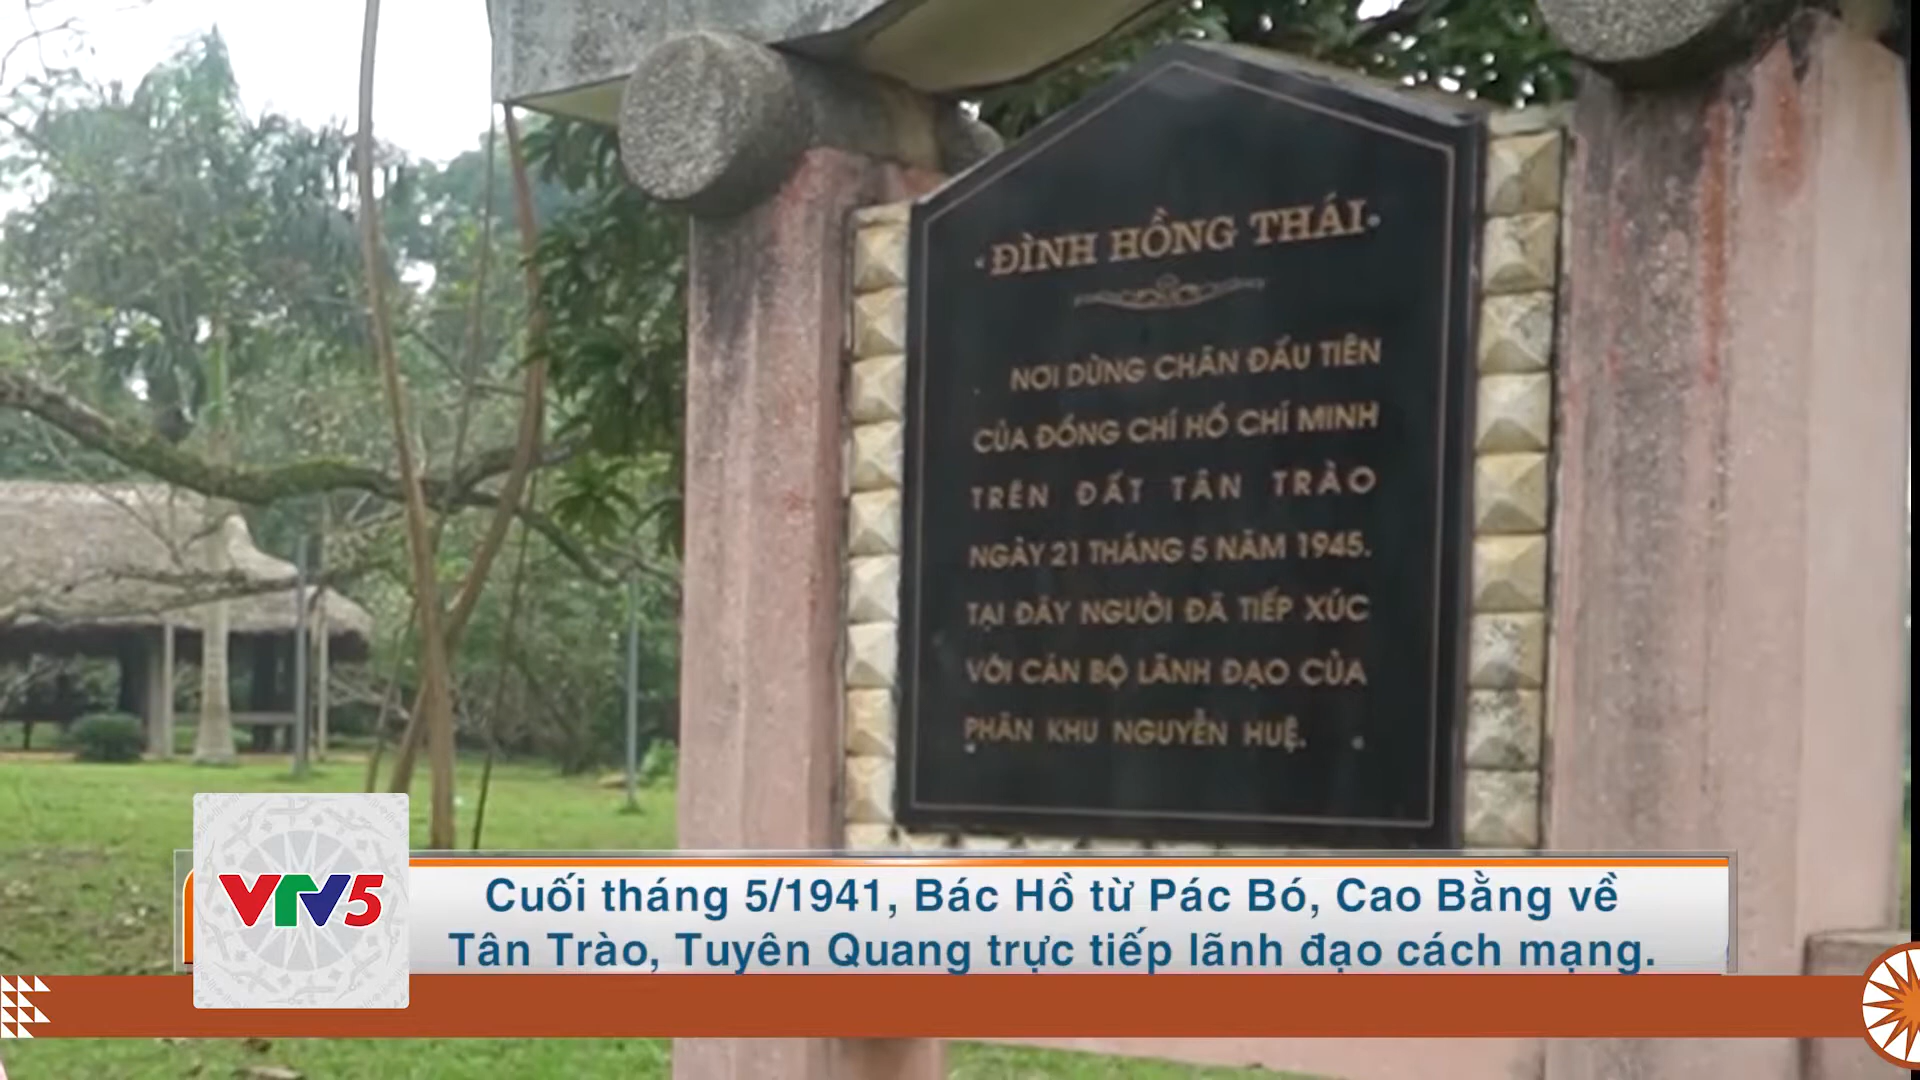 ĐÌNH HỒNG THÁI
NƠI DỪNG CHÂN ĐẦU TIÊN
CỦA ĐỒNG CHÍ HỒ CHÍ MINH
TRÊN ĐẤT TÂN TRÀO
NGÀY 21 THÁNG 5 NĂM 1945.
TẠI ĐÂY NGƯỜI ĐÃ TIẾP XÚC
VỚI CÁN BỘ LÃNH ĐẠO CỦA
PHÂN KHU NGUYỄN HUỆ.
VTV5
Cuối tháng 5/1941, Bác Hồ từ Pác Bó, Cao Bằng về
Tân Trào, Tuyên Quang trực tiếp lãnh đạo cách mạng.